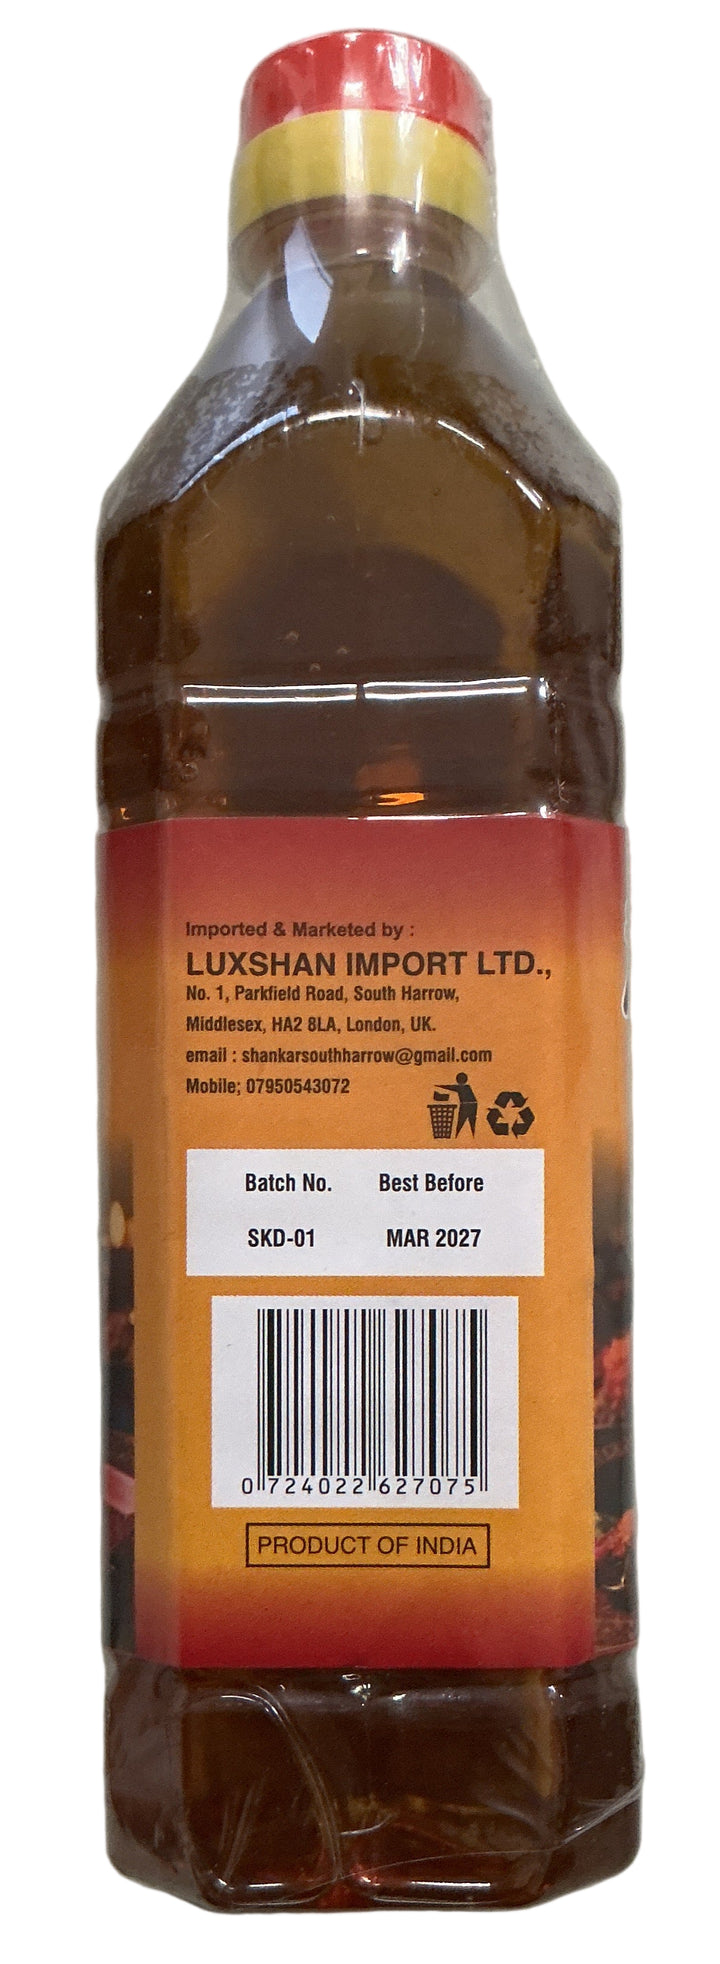 Imported & Marketed by :
LUXSHAN IMPORT LTD.,
No. 1, Parkfield Road, South Harrow,
Middlesex, HA2 8LA, London, UK.
email : shankarsouthharrow@gmail.com
Mobile; 07950543072
Batch No. Best Before
SKD-01 MAR 2027
0 724022 627075
PRODUCT OF INDIA